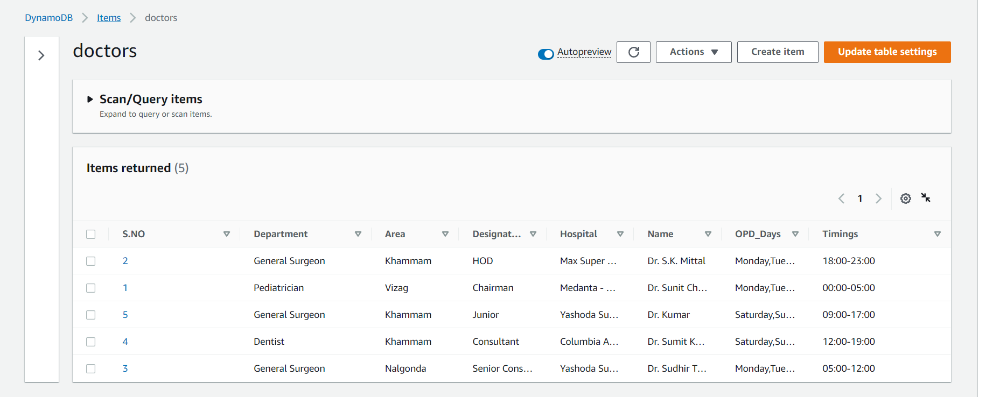 DynamoDB > Items > doctors
doctors
Autopreview
Actions
Create item
Update table settings
Scan/Query items
Expand to query or scan items.
Items returned (5)
1
S.NO Department Area Designat... Hospital Name OPD_Days Timings
2 General Surgeon Khammam HOD Max Super ... Dr. S.K. Mittal Monday,Tue... 18:00-23:00
1 Pediatrician Vizag Chairman Medanta - ... Dr. Sunit Ch... Monday,Tue... 00:00-05:00
5 General Surgeon Khammam Junior Yashoda Su... Dr. Kumar Saturday,Su... 09:00-17:00
4 Dentist Khammam Consultant Columbia A... Dr. Sumit K... Saturday,Su... 12:00-19:00
3 General Surgeon Nalgonda Senior Cons... Yashoda Su... Dr. Sudhir T... Monday,Tue... 05:00-12:00